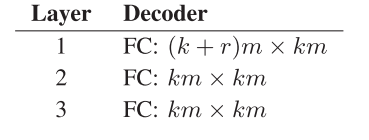 Layer Decoder
1 FC: (k + r)m × km
2 FC: km × km
3 FC: km × km